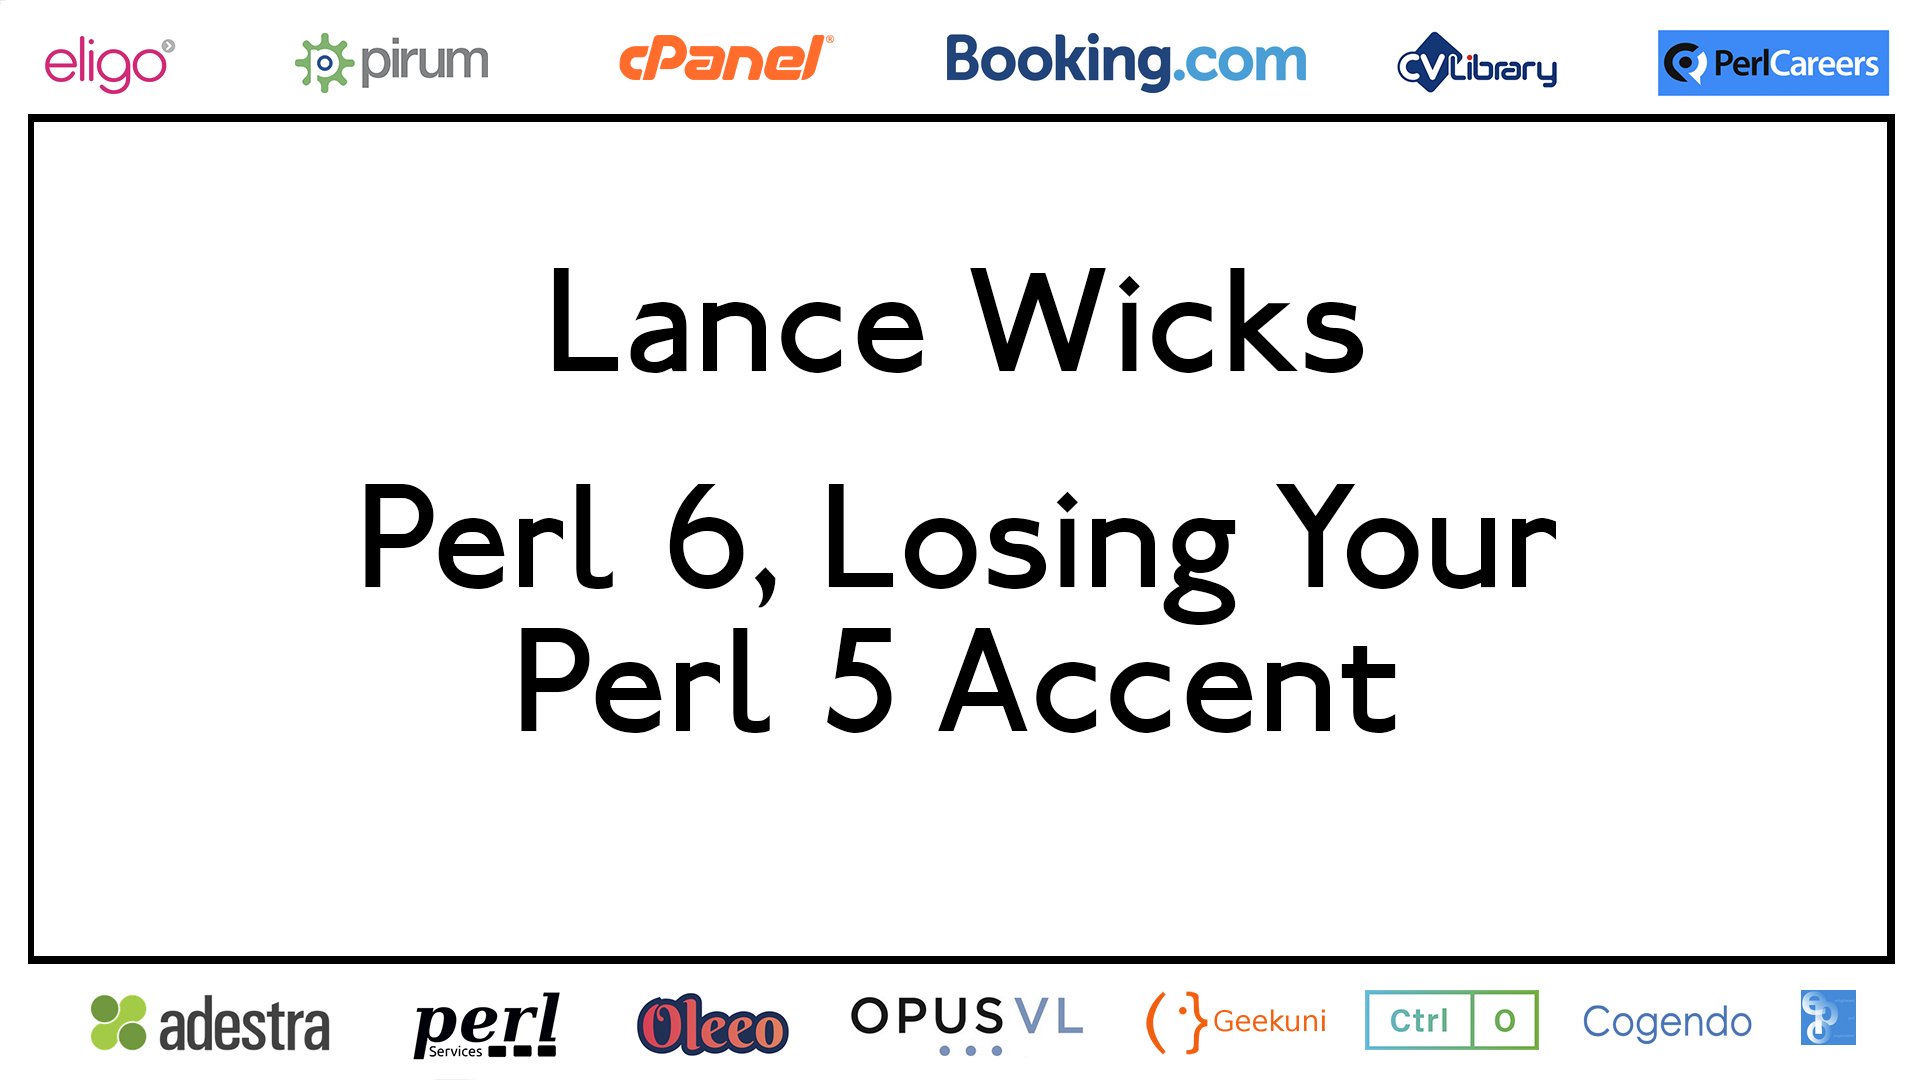 eligo
pirum
cPanel®
Booking.com
CVLibrary
PerlCareers
Lance Wicks
Perl 6, Losing Your
Perl 5 Accent
adestra
perl
Services
Oleeo
OPUS VL
Geekuni
Ctrl O
Cogendo
epo